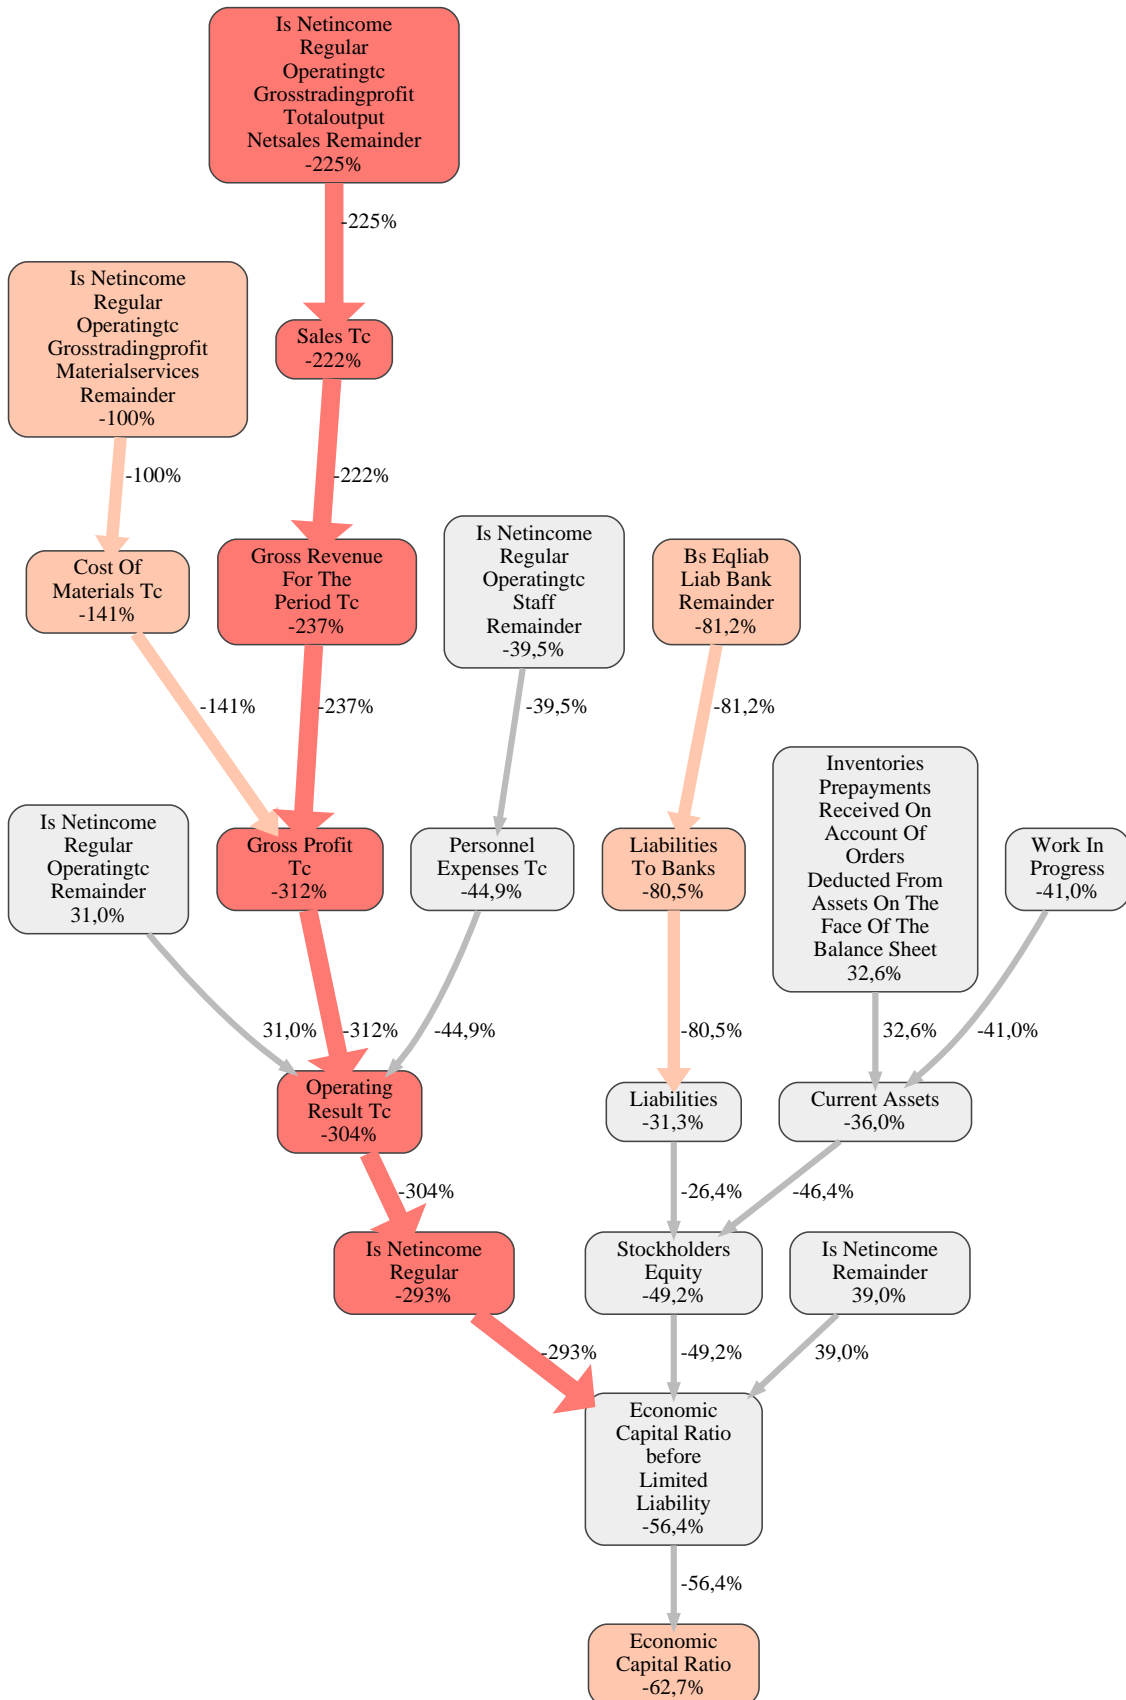 Is Netincome
Regular
Operatingtc
Grosstradingprofit
Totaloutput
Netsales Remainder
-225%
-225%
Is Netincome
Regular
Operatingtc
Grosstradingprofit
Materialservices
Remainder
-100%
Sales Tc
-222%
-100%
-222%
Cost Of
Materials Tc
-141%
Gross Revenue
For The
Period Tc
-237%
Is Netincome
Regular
Operatingtc
Staff
Remainder
-39,5%
Bs Eqliab
Liab Bank
Remainder
-81,2%
-141%
-237%
-39,5%
-81,2%
Is Netincome
Regular
Operatingtc
Remainder
31,0%
Gross Profit
Tc
-312%
Personnel
Expenses Tc
-44,9%
Liabilities
To Banks
-80,5%
Inventories
Prepayments
Received On
Account Of
Orders
Deducted From
Assets On The
Face Of The
Balance Sheet
32,6%
Work In
Progress
-41,0%
31,0%
-312%
-44,9%
-80,5%
32,6%
-41,0%
Operating
Result Tc
-304%
Liabilities
-31,3%
Current Assets
-36,0%
-304%
-26,4%
-46,4%
Is Netincome
Regular
-293%
Stockholders
Equity
-49,2%
Is Netincome
Remainder
39,0%
-293%
-49,2%
39,0%
Economic
Capital Ratio
before
Limited
Liability
-56,4%
-56,4%
Economic
Capital Ratio
-62,7%